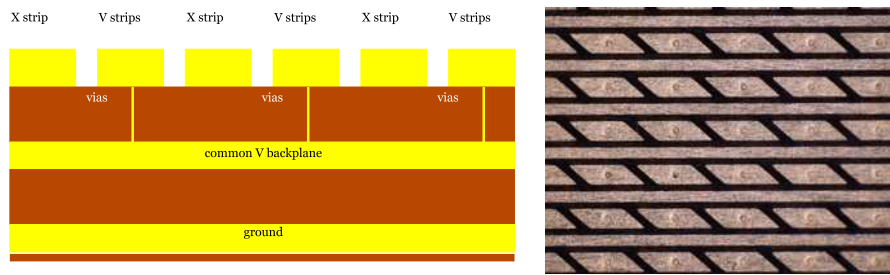 X strip V strips X strip V strips X strip V strips
vias vias vias
common V backplane
ground